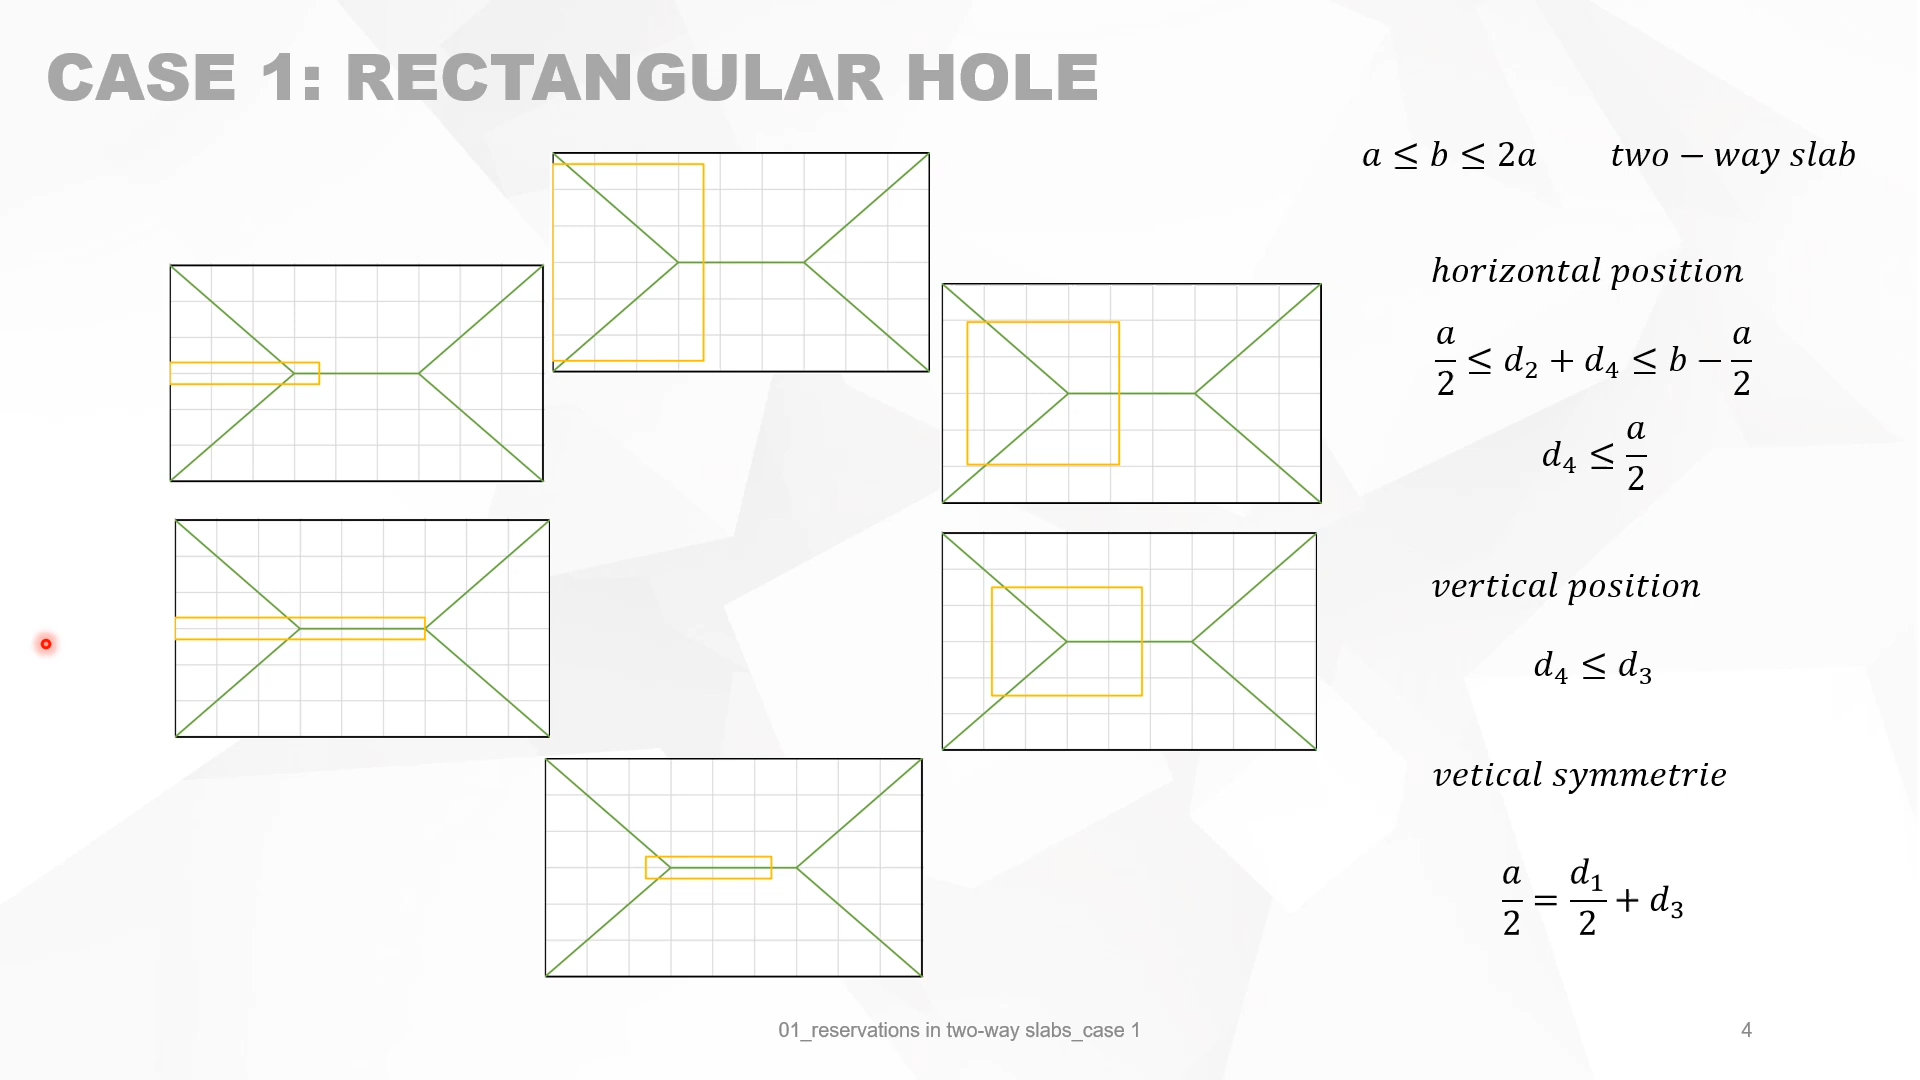 CASE 1: RECTANGULAR HOLE
a ≤ b ≤ 2a two − way slab
horizontal position
a/2 ≤ d₂ + d₄ ≤ b − a/2
d₄ ≤ a/2
vertical position
d₄ ≤ d₃
vetical symmetrie
a/2 = d₁/2 + d₃
01_reservations in two-way slabs_case 1
4